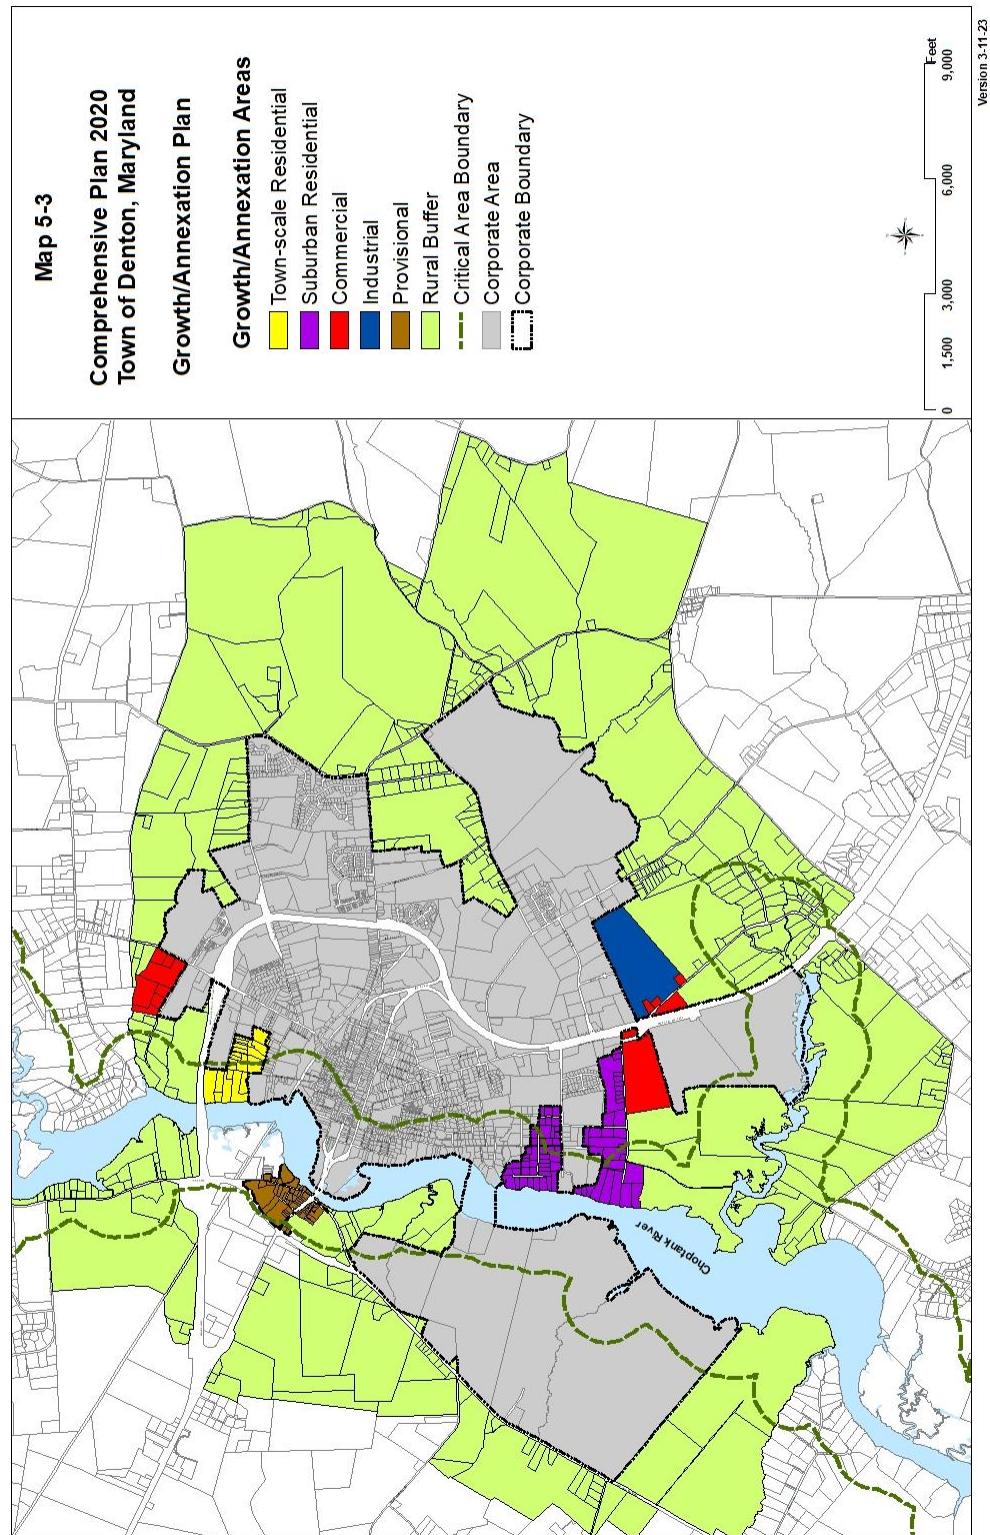 Map 5-3
Comprehensive Plan 2020
Town of Denton, Maryland
Growth/Annexation Plan
Growth/Annexation Areas
Town-scale Residential
Suburban Residential
Commercial
Industrial
Provisional
Rural Buffer
Critical Area Boundary
Corporate Area
Corporate Boundary
0 1,500 3,000 6,000 9,000
Feet
Version 3-11-23
Choptank River